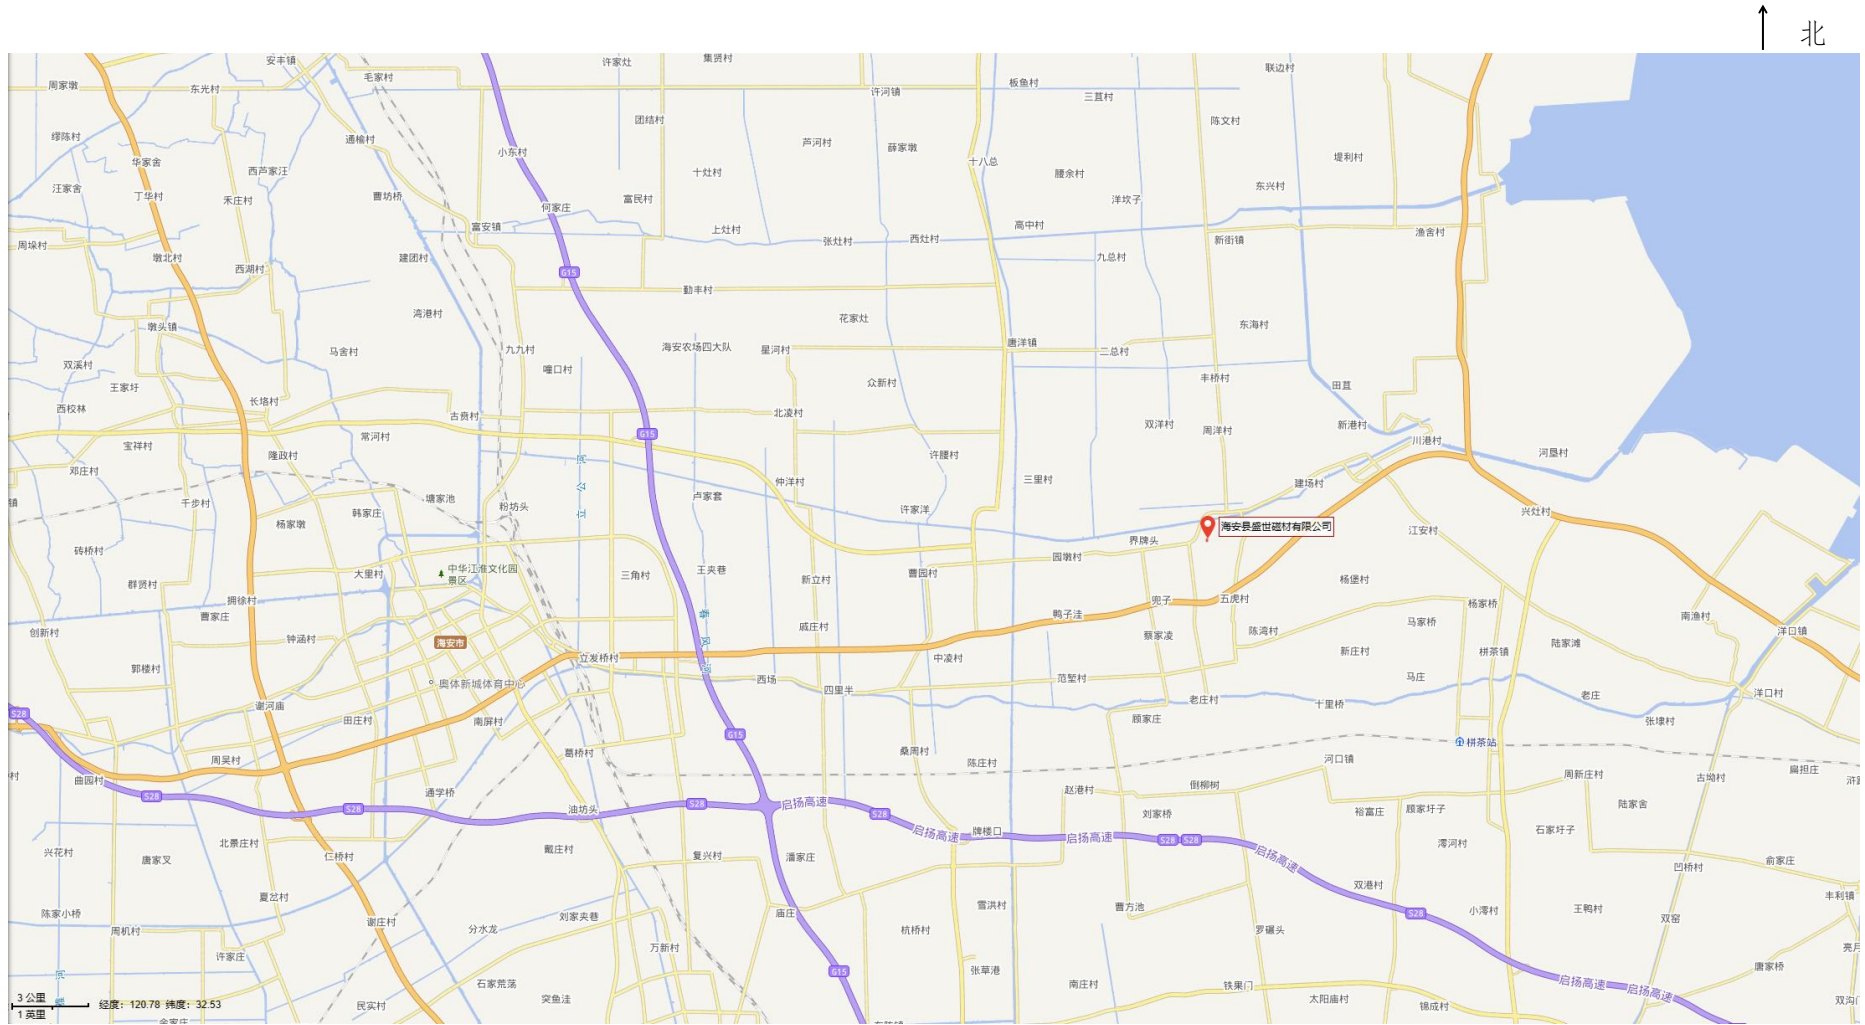 北
安丰镇
许家灶
集贤村
联边村
毛家村
周家墩
东光村
许河镇
板鱼村
三苴村
团结村
陈文村
缪陈村
通榆村
芦河村
薛家墩
小东村
堤利村
华家舍
西芦家汪
十灶村
十八总
腰余村
汪家舍
丁华村
禾庄村
曹坊桥
富民村
东兴村
洋坎子
何家庄
富安镇
上灶村
高中村
张灶村
西灶村
新街镇
渔舍村
周垛村
墩北村
建团村
九总村
西湖村
G15
勤丰村
湾港村
花家灶
东海村
墩头镇
唐洋镇
马舍村
九九村
海安农场四大队
星河村
二总村
双溪村
噇口村
丰桥村
王家圩
众新村
田苴
西校林
长垎村
古贲村
北凌村
双洋村
周洋村
新港村
常河村
G15
川港村
宝祥村
隆政村
许腰村
河垦村
邓庄村
立公河
仲洋村
三里村
建场村
镇
千步村
塘家池
卢家套
粉坊头
许家洋
韩家庄
杨家墩
兴灶村
海安县盛世磁材有限公司
江安村
砖桥村
界牌头
园墩村
中华江淮文化园
景区
大里村
三角村
王夹巷
新立村
曹园村
杨堡村
群贤村
拥徐村
兜子
五虎村
杨家桥
曹家庄
鸭子洼
南渔村
马家桥
创新村
戚庄村
陈湾村
洋口镇
钟涵村
海安市
蔡家凌
陆家滩
新庄村
栟茶镇
立发桥村
中凌村
郭楼村
奥体新城体育中心
西场
范堑村
马庄
四里半
老庄
洋口村
老庄村
十里桥
谢河庙
S28
田庄村
南屏村
顾家庄
张埭村
G15
栟茶站
葛桥村
桑周村
周吴村
陈庄村
河口镇
扁担庄
村
曲园村
周新庄村
古坳村
倒柳树
赵港村
通学桥
S28
S28
油坊头
S28
启扬高速
S28
刘家桥
裕富庄
顾家圩子
陆家舍
启扬高速
牌楼口
启扬高速
S28
S28
石家圩子
北景庄村
澪河村
兴花村
唐家叉
仁桥村
戴庄村
复兴村
潘家庄
启扬高速
俞家庄
凹桥村
双港村
夏岔村
丰利镇
陈家小桥
谢庄村
刘家夹巷
庙庄
雪洪村
曹方池
S28
小澪村
王鸭村
双窑
周机村
分水龙
杭桥村
罗碾头
万新村
许家庄
唐家桥
G15
张草港
石家荒荡
南庄村
铁果门
启扬高速
启扬高速
3 公里
经度：120.78 纬度：32.53
突鱼洼
太阳庙村
民实村
锦成村
1 英里